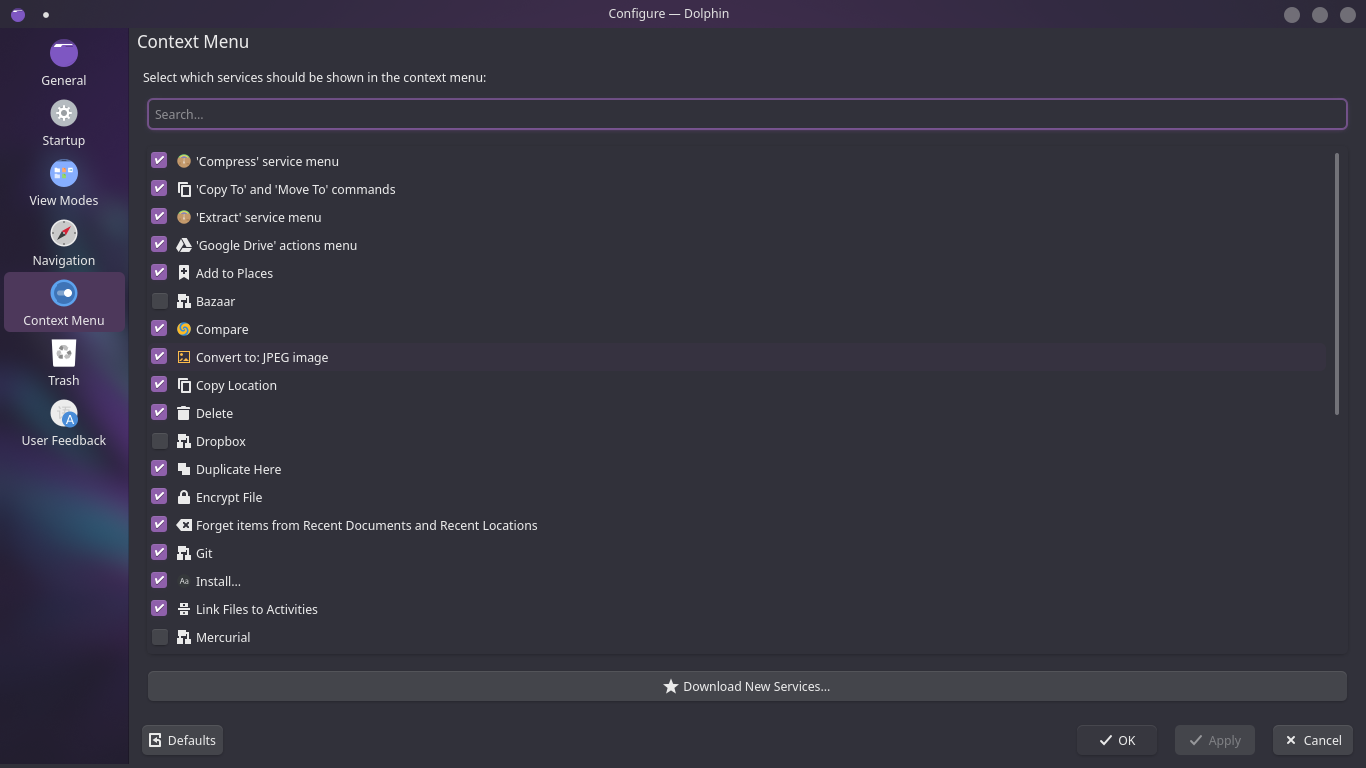 Configure — Dolphin
General
Startup
View Modes
Navigation
Context Menu
Trash
User Feedback
Context Menu
Select which services should be shown in the context menu:
Search...
'Compress' service menu
'Copy To' and 'Move To' commands
'Extract' service menu
'Google Drive' actions menu
Add to Places
Bazaar
Compare
Convert to: JPEG image
Copy Location
Delete
Dropbox
Duplicate Here
Encrypt File
Forget items from Recent Documents and Recent Locations
Git
Install...
Link Files to Activities
Mercurial
Download New Services...
Defaults
OK
Apply
Cancel